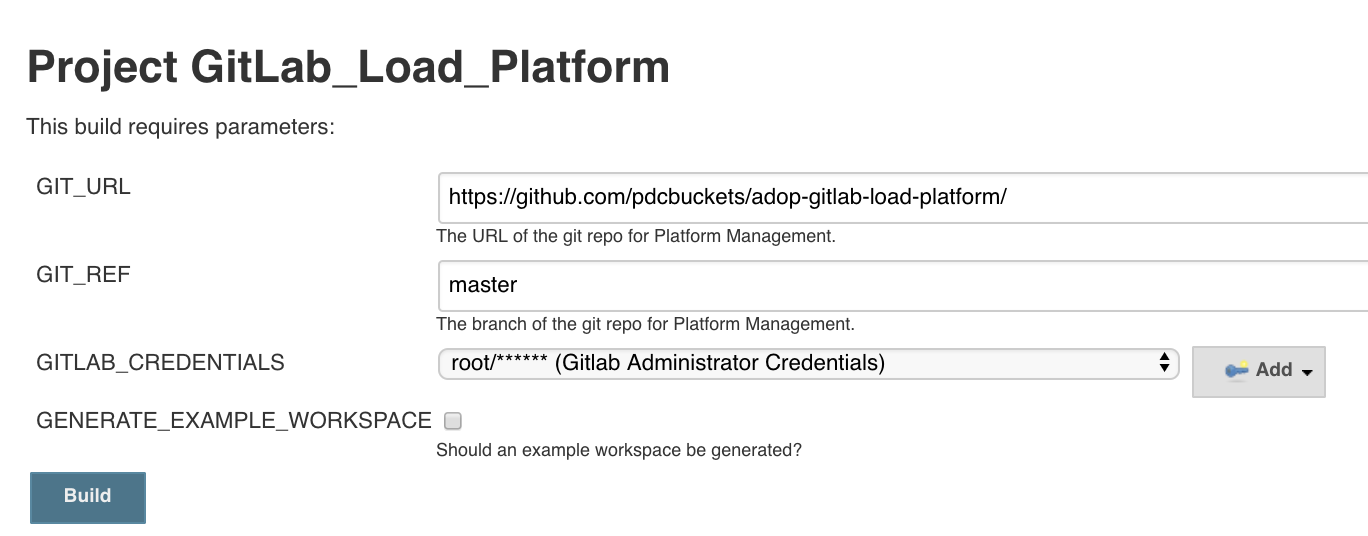 Project GitLab_Load_Platform
This build requires parameters:
GIT_URL
https://github.com/pdcbuckets/adop-gitlab-load-platform/
The URL of the git repo for Platform Management.
GIT_REF
master
The branch of the git repo for Platform Management.
GITLAB_CREDENTIALS
root/****** (Gitlab Administrator Credentials)
Add
GENERATE_EXAMPLE_WORKSPACE
Should an example workspace be generated?
Build